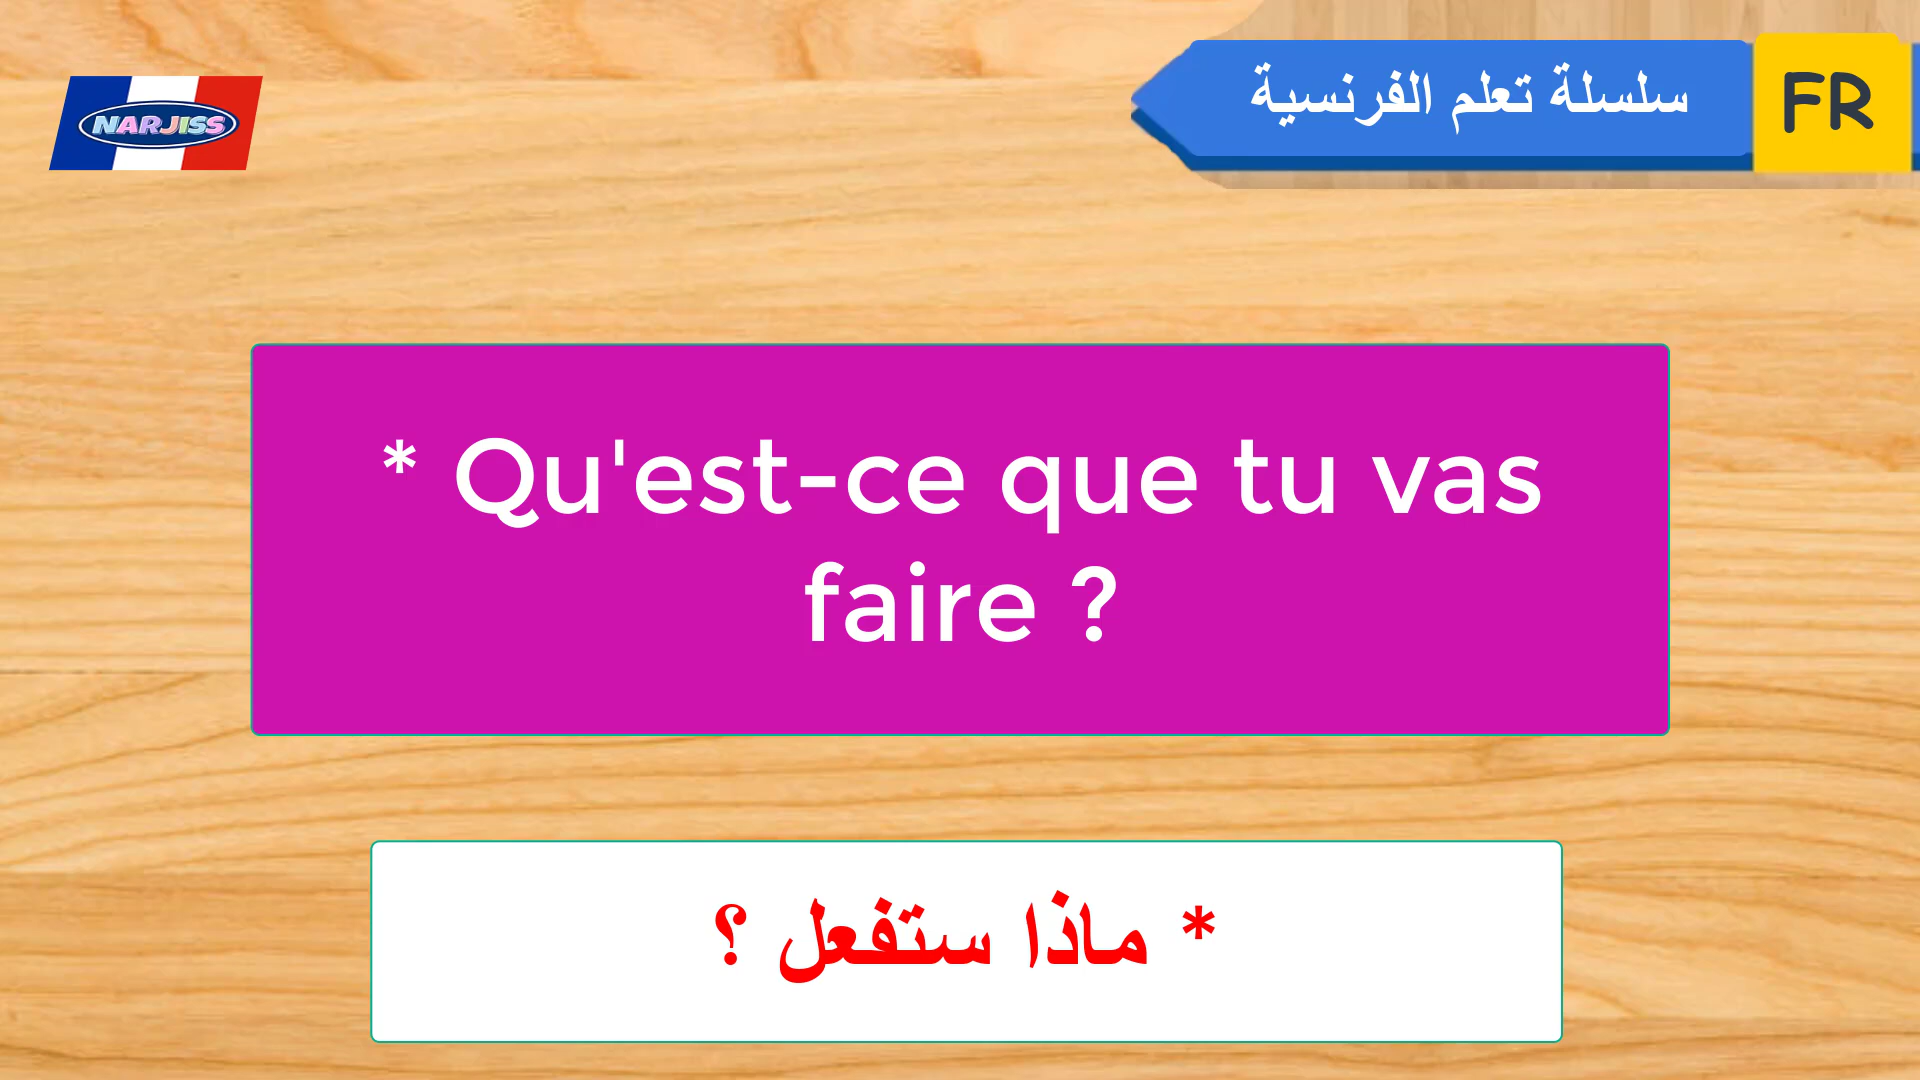 NARJISS
سلسلة تعلم الفرنسية
FR
* Qu'est-ce que tu vas
faire ?
* ماذا ستفعل ؟